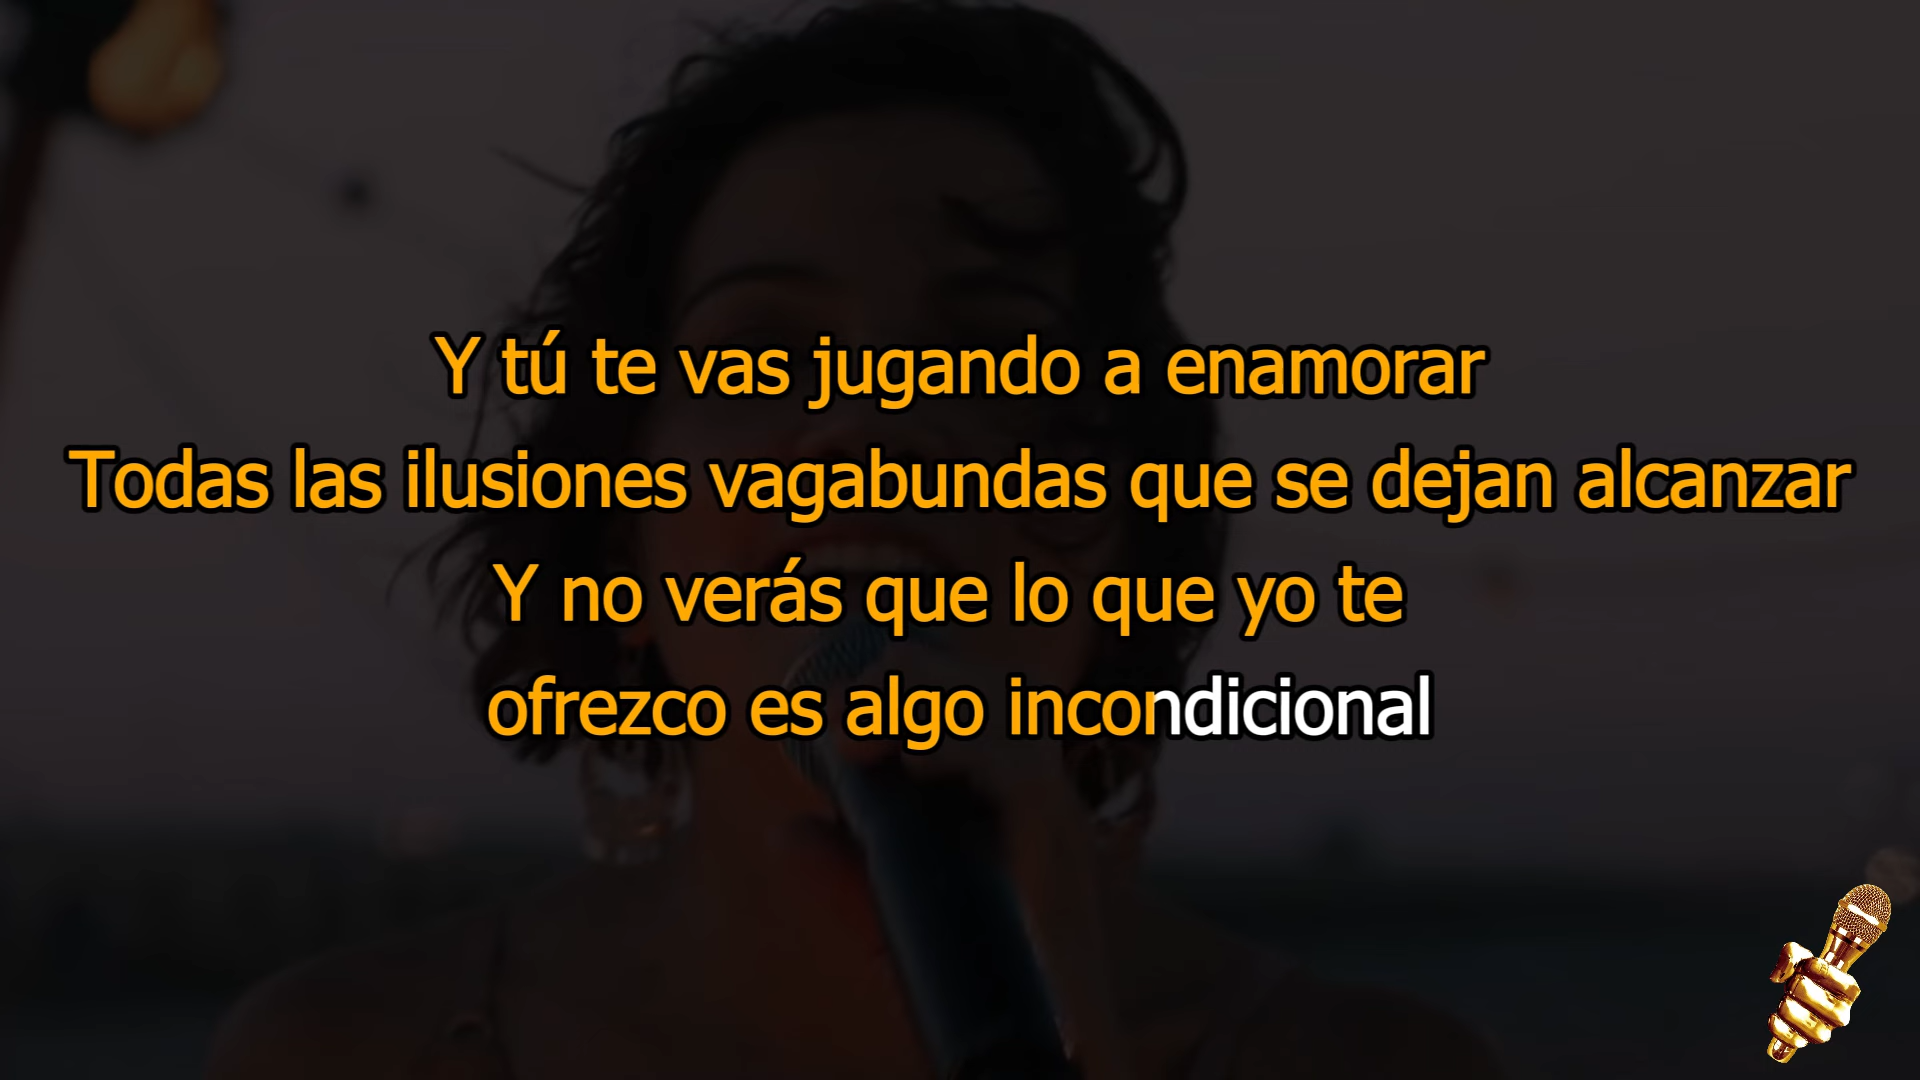 Y tú te vas jugando a enamorar
Todas las ilusiones vagabundas que se dejan alcanzar
Y no verás que lo que yo te
ofrezco es algo incondicional